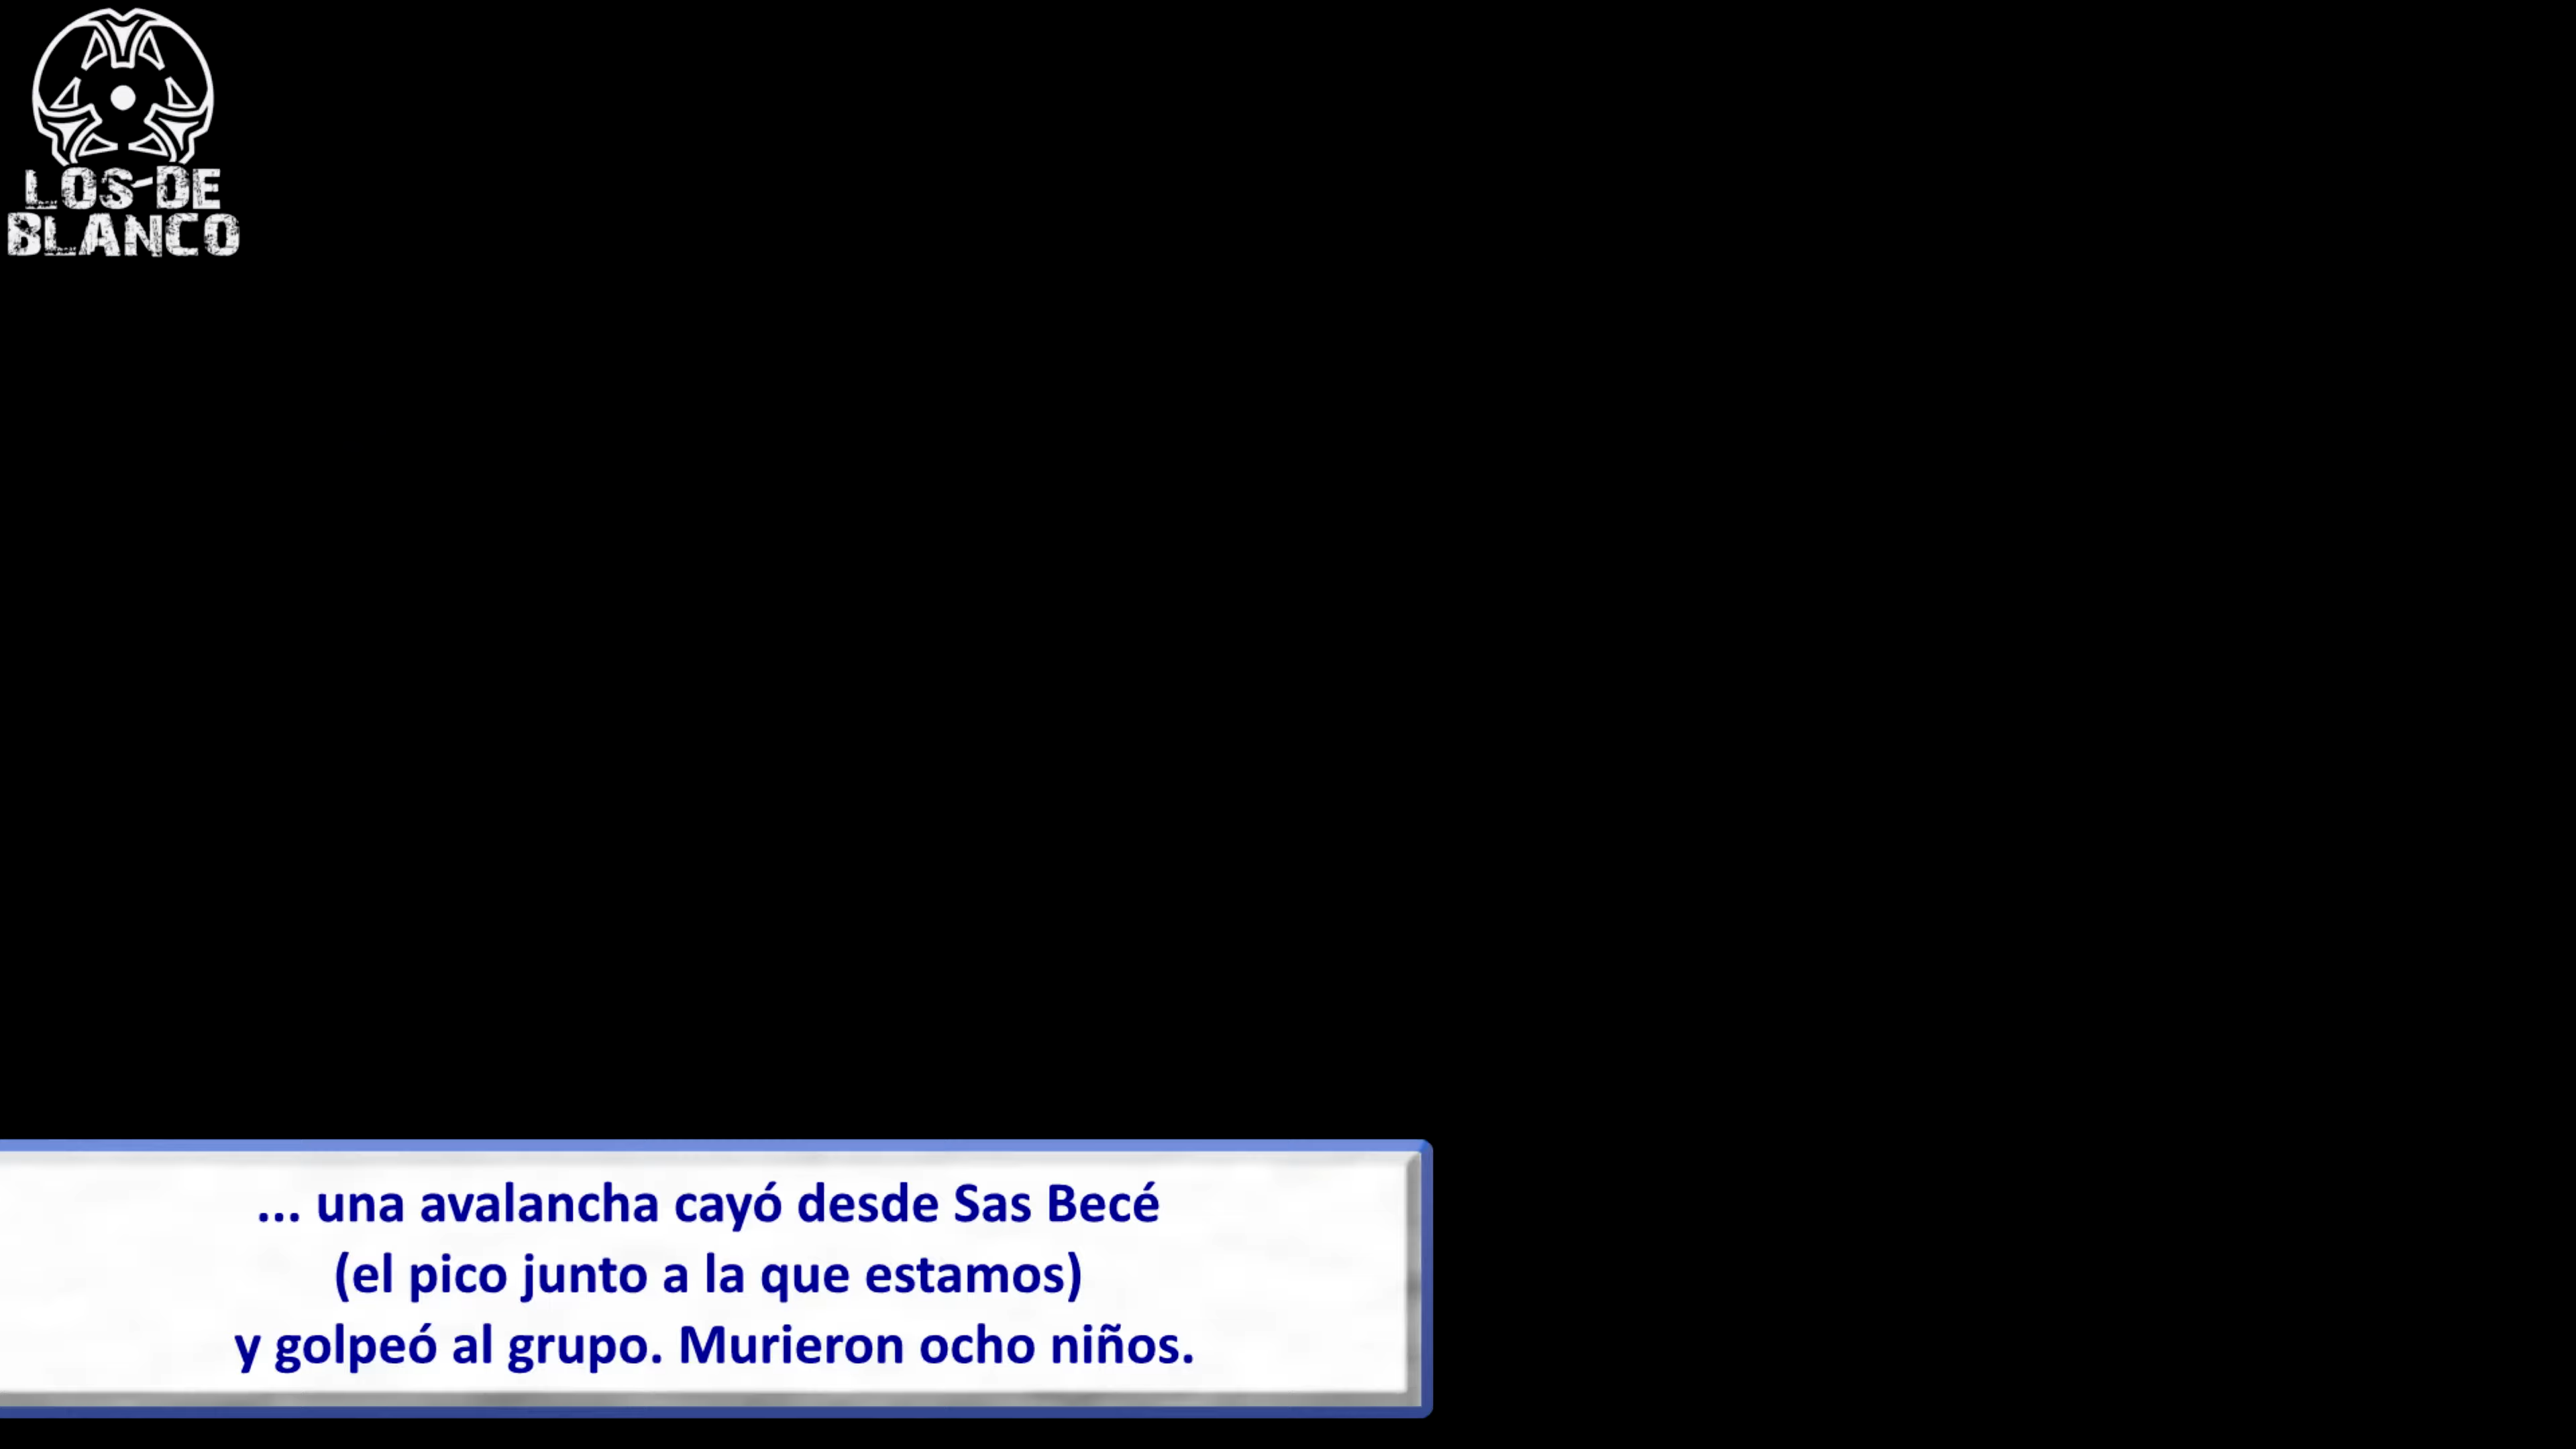 LOS DE
BLANCO
... una avalancha cayó desde Sas Becé
(el pico junto a la que estamos)
y golpeó al grupo. Murieron ocho niños.